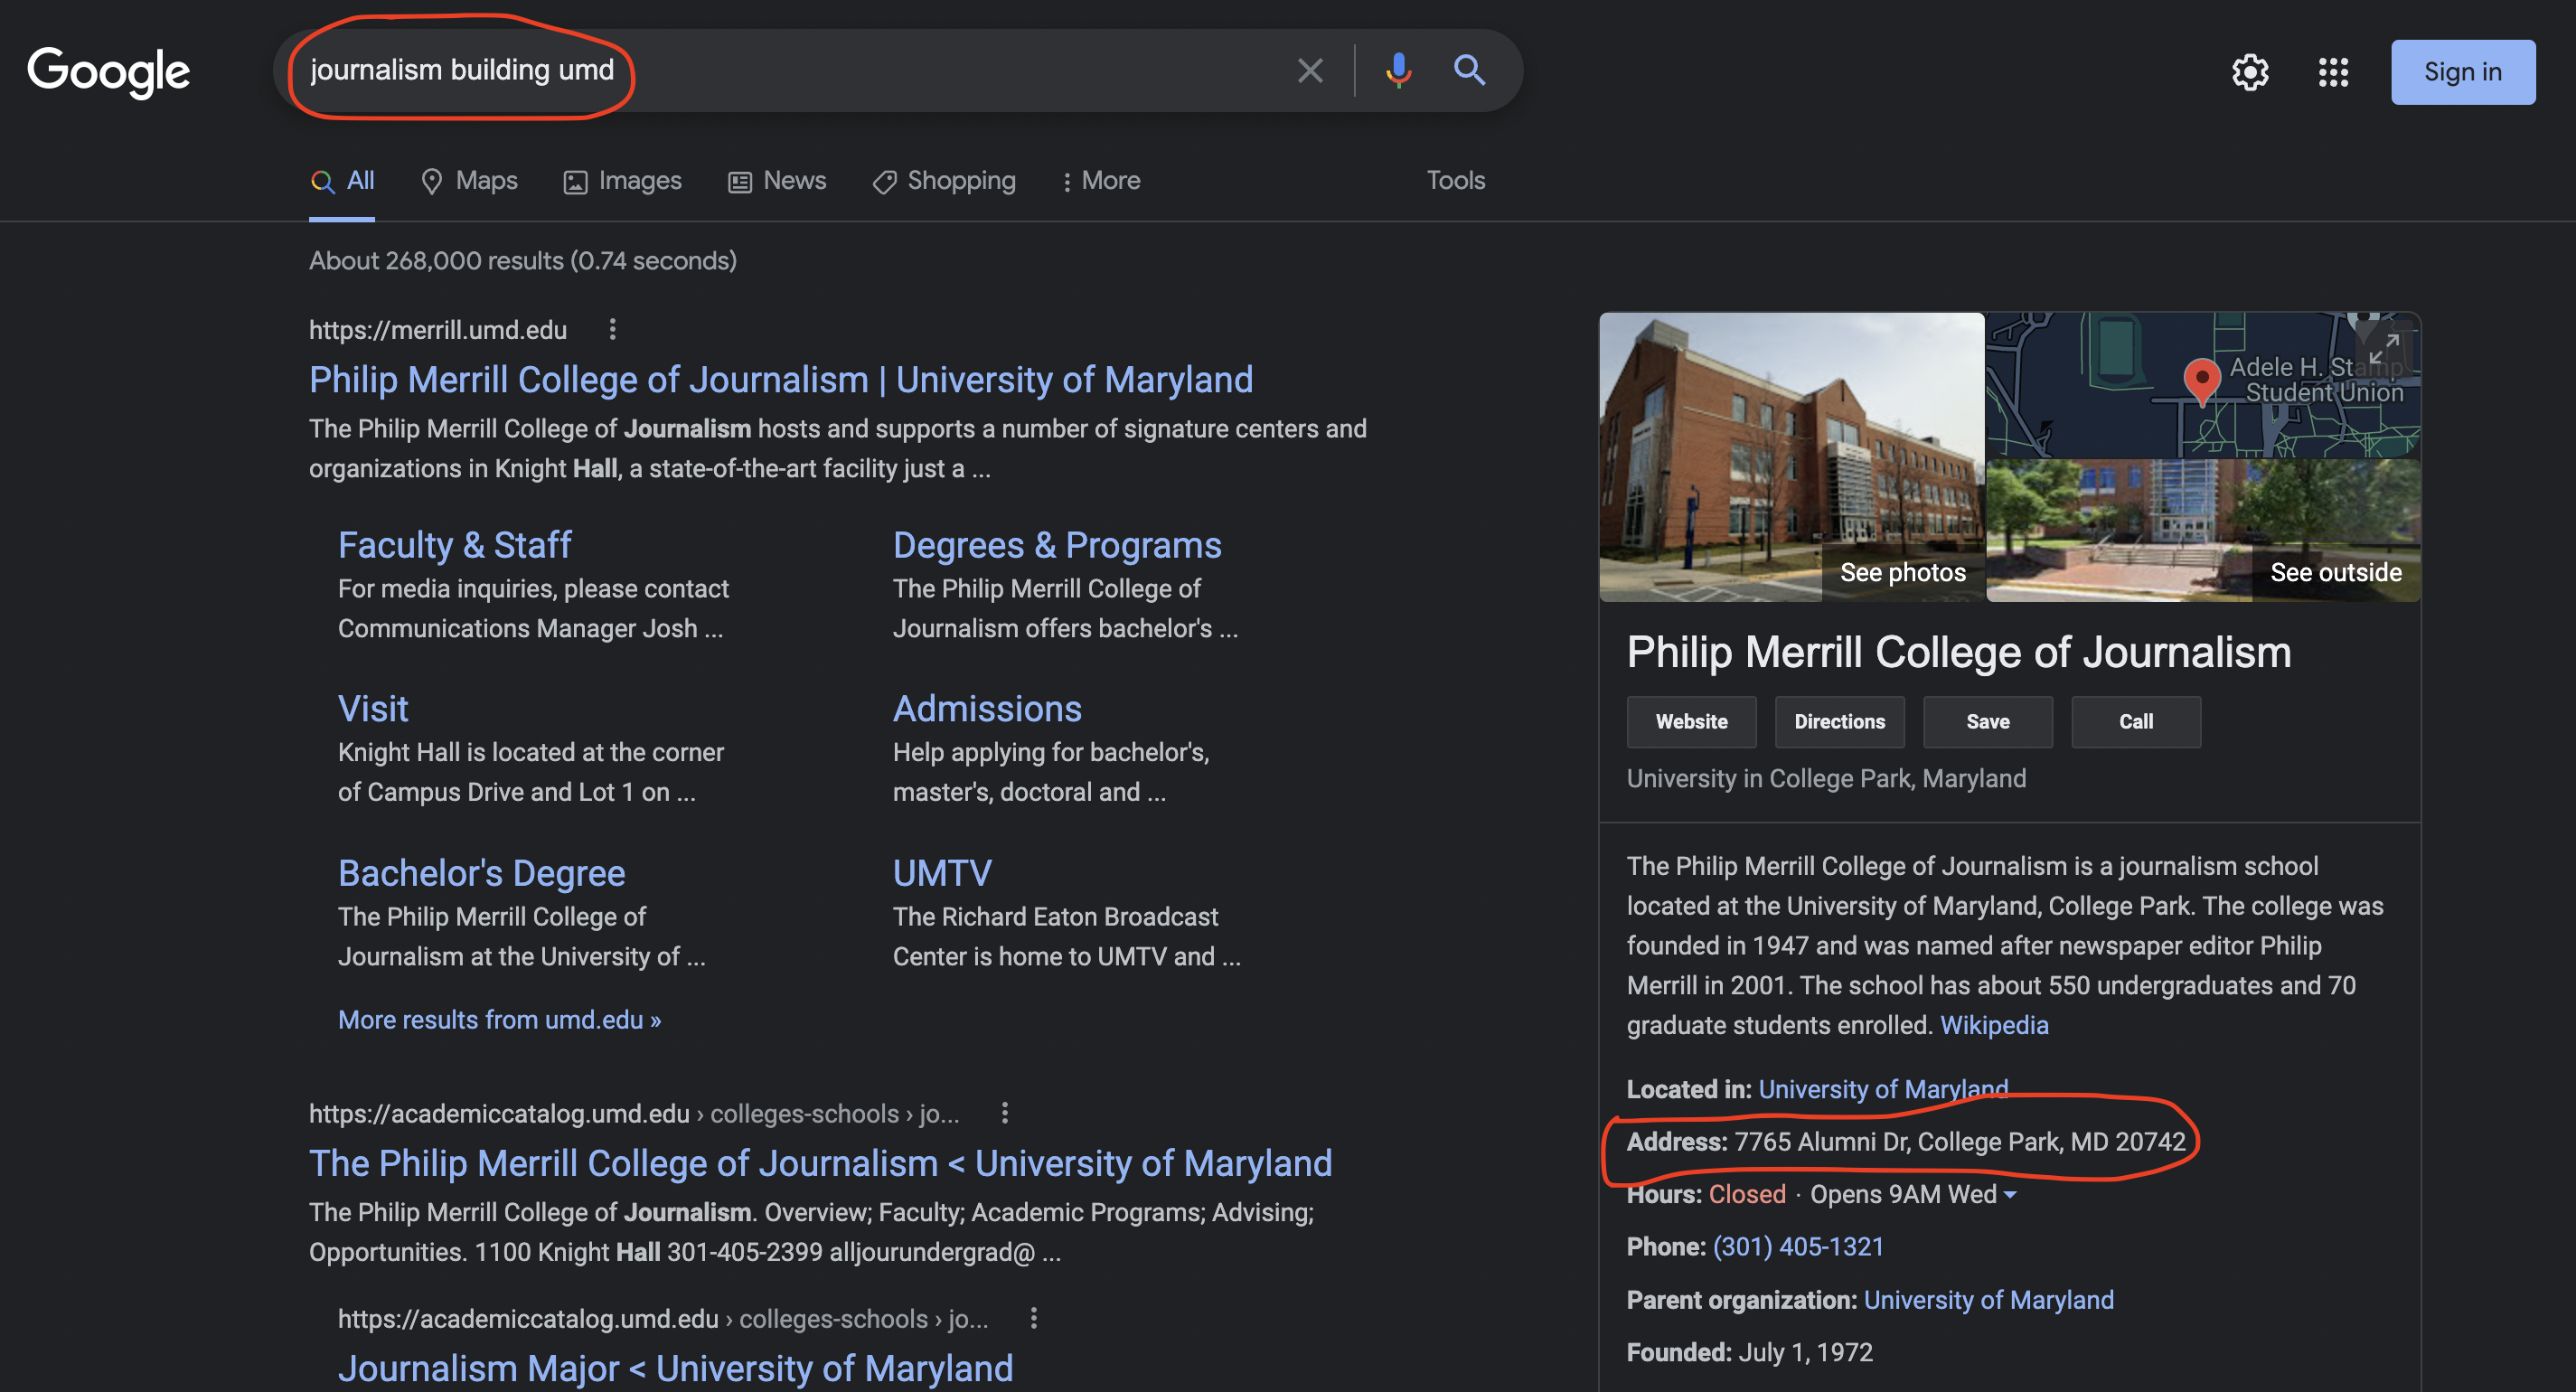 Google
journalism building umd
Sign in
All
Maps
Images
News
Shopping
More
Tools
About 268,000 results (0.74 seconds)
https://merrill.umd.edu
Philip Merrill College of Journalism | University of Maryland
The Philip Merrill College of Journalism hosts and supports a number of signature centers and
organizations in Knight Hall, a state-of-the-art facility just a ...
Faculty & Staff
For media inquiries, please contact
Communications Manager Josh ...
Degrees & Programs
The Philip Merrill College of
Journalism offers bachelor's ...
Visit
Knight Hall is located at the corner
of Campus Drive and Lot 1 on ...
Admissions
Help applying for bachelor's,
master's, doctoral and ...
Bachelor's Degree
The Philip Merrill College of
Journalism at the University of ...
UMTV
The Richard Eaton Broadcast
Center is home to UMTV and ...
More results from umd.edu »
https://academiccatalog.umd.edu › colleges-schools › jo...
The Philip Merrill College of Journalism < University of Maryland
The Philip Merrill College of Journalism. Overview; Faculty; Academic Programs; Advising;
Opportunities. 1100 Knight Hall 301-405-2399 alljourundergrad@ ...
https://academiccatalog.umd.edu › colleges-schools › jo...
Journalism Major < University of Maryland
Adele H. Stamp
Student Union
See photos
See outside
Philip Merrill College of Journalism
Website
Directions
Save
Call
University in College Park, Maryland
The Philip Merrill College of Journalism is a journalism school
located at the University of Maryland, College Park. The college was
founded in 1947 and was named after newspaper editor Philip
Merrill in 2001. The school has about 550 undergraduates and 70
graduate students enrolled. Wikipedia
Located in: University of Maryland
Address: 7765 Alumni Dr, College Park, MD 20742
Hours: Closed · Opens 9AM Wed
Phone: (301) 405-1321
Parent organization: University of Maryland
Founded: July 1, 1972